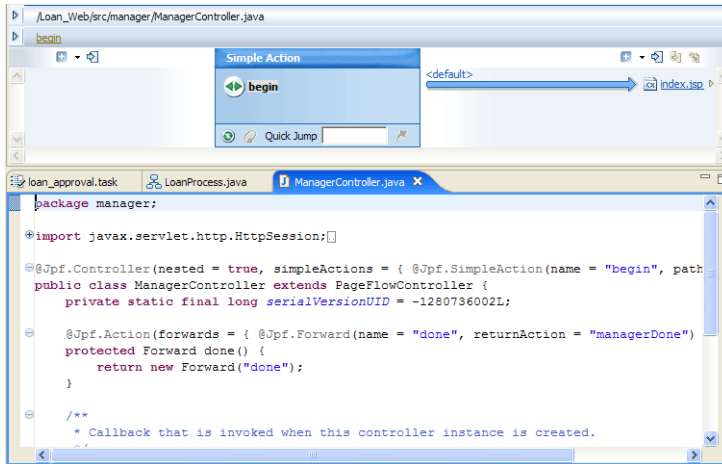 /Loan_Web/src/manager/ManagerController.java
begin
Simple Action
begin
<default>
index.jsp
Quick Jump
loan_approval.task
LoanProcess.java
ManagerController.java
package manager;
import javax.servlet.http.HttpSession;
@Jpf.Controller(nested = true, simpleActions = { @Jpf.SimpleAction(name = "begin", path
public class ManagerController extends PageFlowController {
private static final long serialVersionUID = -1280736002L;
@Jpf.Action(forwards = { @Jpf.Forward(name = "done", returnAction = "managerDone")
protected Forward done() {
return new Forward("done");
}
/**
* Callback that is invoked when this controller instance is created.
*/